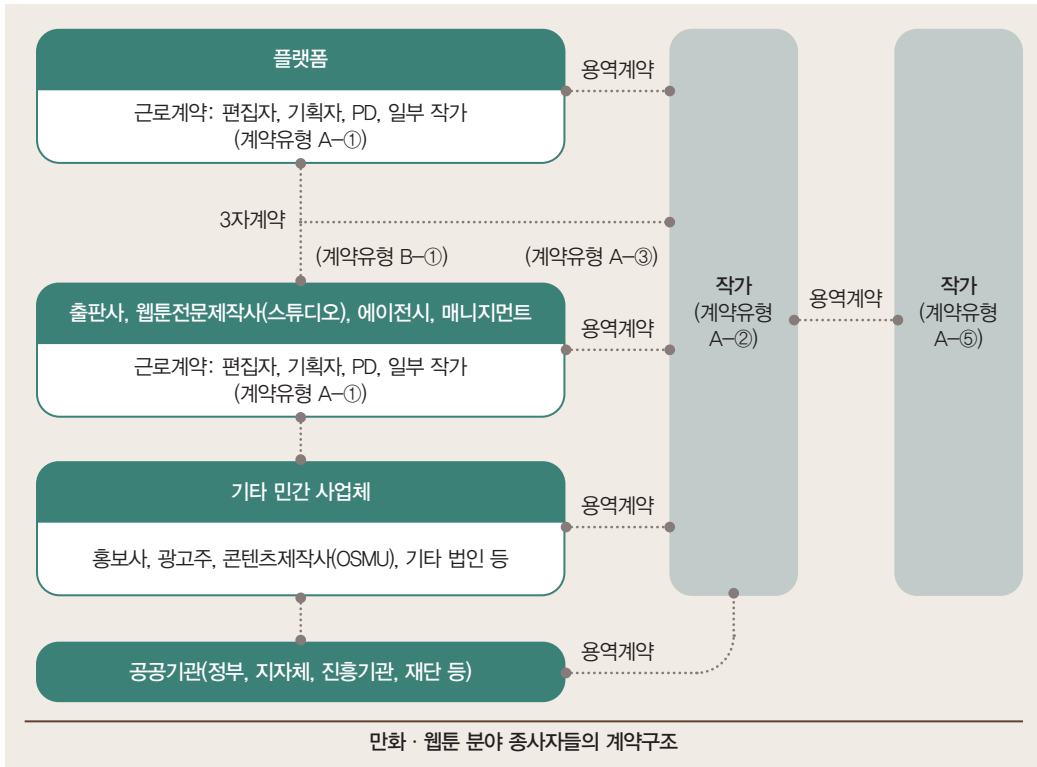 플랫폼
용역계약
근로계약: 편집자, 기획자, PD, 일부 작가
(계약유형 A-①)
3자계약
(계약유형 B-①)
(계약유형 A-③)
출판사, 웹툰전문제작사(스튜디오), 에이전시, 매니지먼트
용역계약
근로계약: 편집자, 기획자, PD, 일부 작가
(계약유형 A-①)
작가
(계약유형
A-②)
용역계약
작가
(계약유형
A-⑤)
기타 민간 사업체
용역계약
홍보사, 광고주, 콘텐츠제작사(OSMU), 기타 법인 등
공공기관(정부, 지자체, 진흥기관, 재단 등)
용역계약
만화 · 웹툰 분야 종사자들의 계약구조